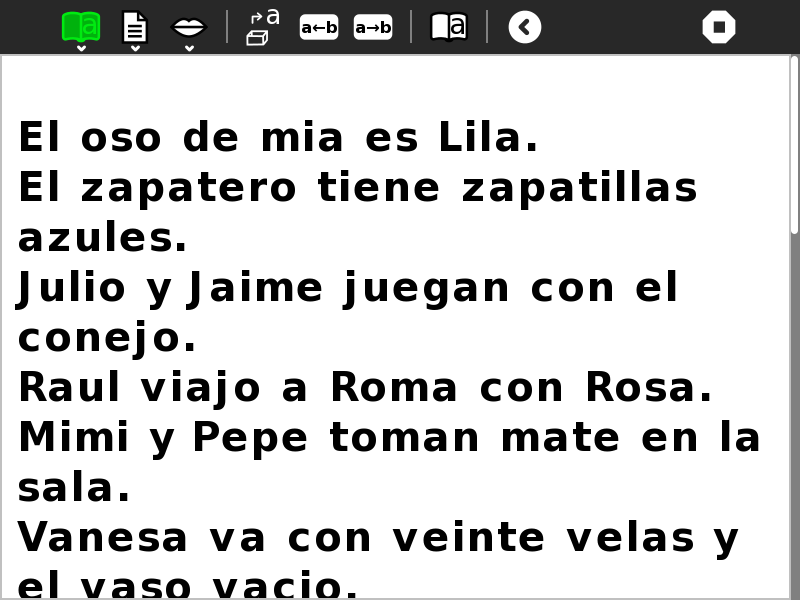 a
a
a←b
a→b
a
El oso de mia es Lila.
El zapatero tiene zapatillas
azules.
Julio y Jaime juegan con el
conejo.
Raul viajo a Roma con Rosa.
Mimi y Pepe toman mate en la
sala.
Vanesa va con veinte velas y
el vaso vacio.